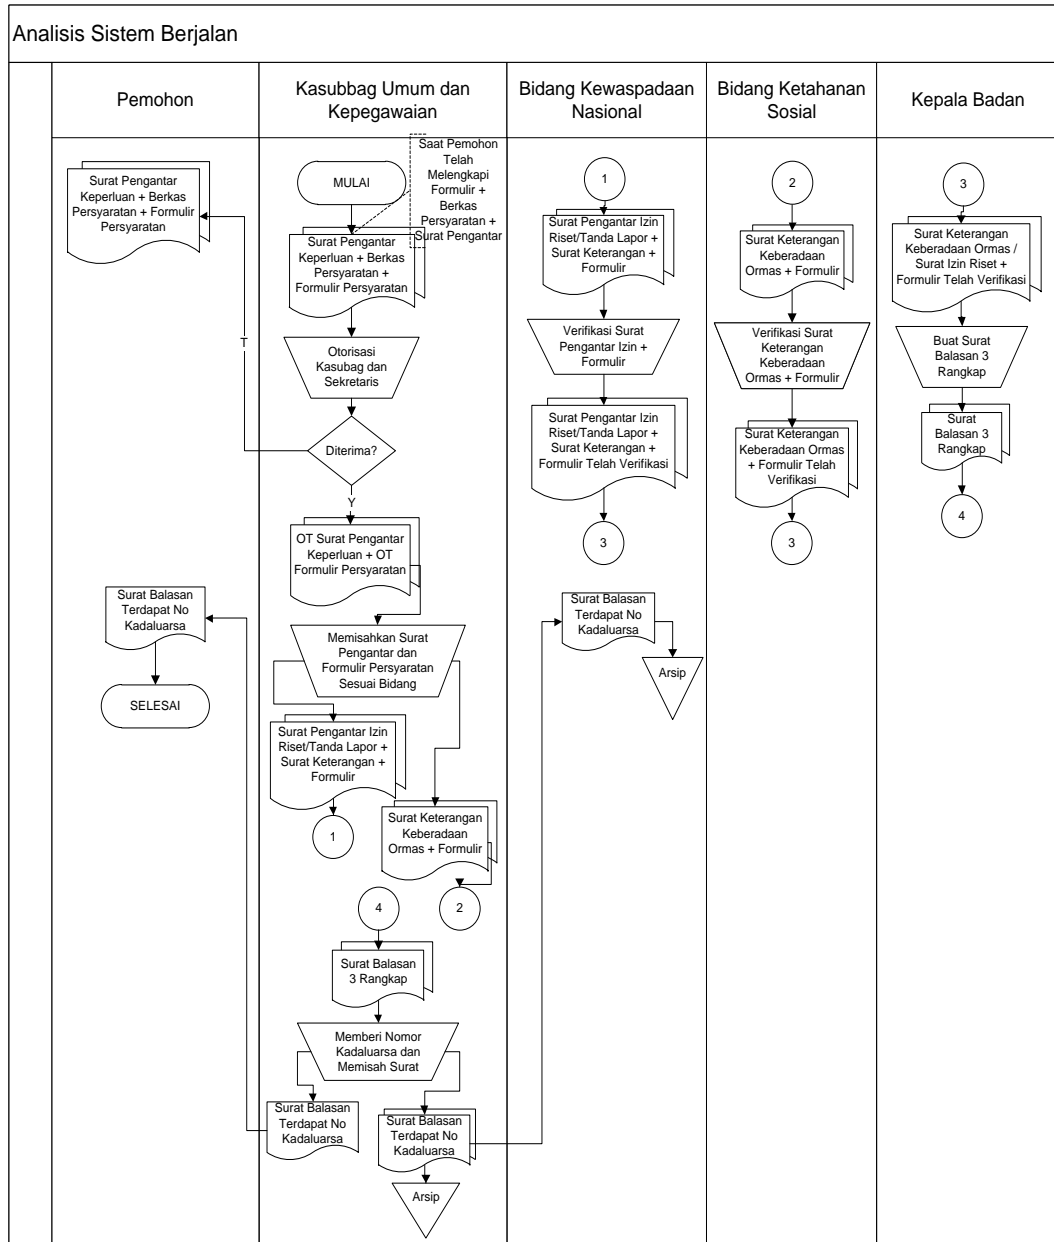 Analisis Sistem Berjalan
Pemohon
Kasubbag Umum dan
Kepegawaian
Bidang Kewaspadaan
Nasional
Bidang Ketahanan
Sosial
Kepala Badan
Surat Pengantar
Keperluan + Berkas
Persyaratan + Formulir
Persyaratan
T
Surat Balasan
Terdapat No
Kadaluarsa
SELESAI
MULAI
Saat Pemohon
Telah
Melengkapi
Formulir +
Berkas
Persyaratan +
Surat Pengantar
Surat Pengantar
Keperluan + Berkas
Persyaratan +
Formulir Persyaratan
Otorisasi
Kasubag dan
Sekretaris
Diterima?
Y
OT Surat Pengantar
Keperluan + OT
Formulir Persyaratan
Memisahkan Surat
Pengantar dan
Formulir Persyaratan
Sesuai Bidang
Surat Pengantar Izin
Riset/Tanda Lapor +
Surat Keterangan +
Formulir
1
Surat Keterangan
Keberadaan
Ormas + Formulir
2
4
Surat Balasan
3 Rangkap
Memberi Nomor
Kadaluarsa dan
Memisah Surat
Surat Balasan
Terdapat No
Kadaluarsa
Surat Balasan
Terdapat No
Kadaluarsa
Arsip
1
Surat Pengantar Izin
Riset/Tanda Lapor +
Surat Keterangan +
Formulir
Verifikasi Surat
Pengantar Izin +
Formulir
Surat Pengantar Izin
Riset/Tanda Lapor +
Surat Keterangan +
Formulir Telah Verifikasi
3
Surat Balasan
Terdapat No
Kadaluarsa
Arsip
2
Surat Keterangan
Keberadaan
Ormas + Formulir
Verifikasi Surat
Keterangan
Keberadaan
Ormas + Formulir
Surat Keterangan
Keberadaan Ormas
+ Formulir Telah
Verifikasi
3
3
Surat Keterangan
Keberadaan Ormas /
Surat Izin Riset +
Formulir Telah Verifikasi
Buat Surat
Balasan 3
Rangkap
Surat
Balasan 3
Rangkap
4